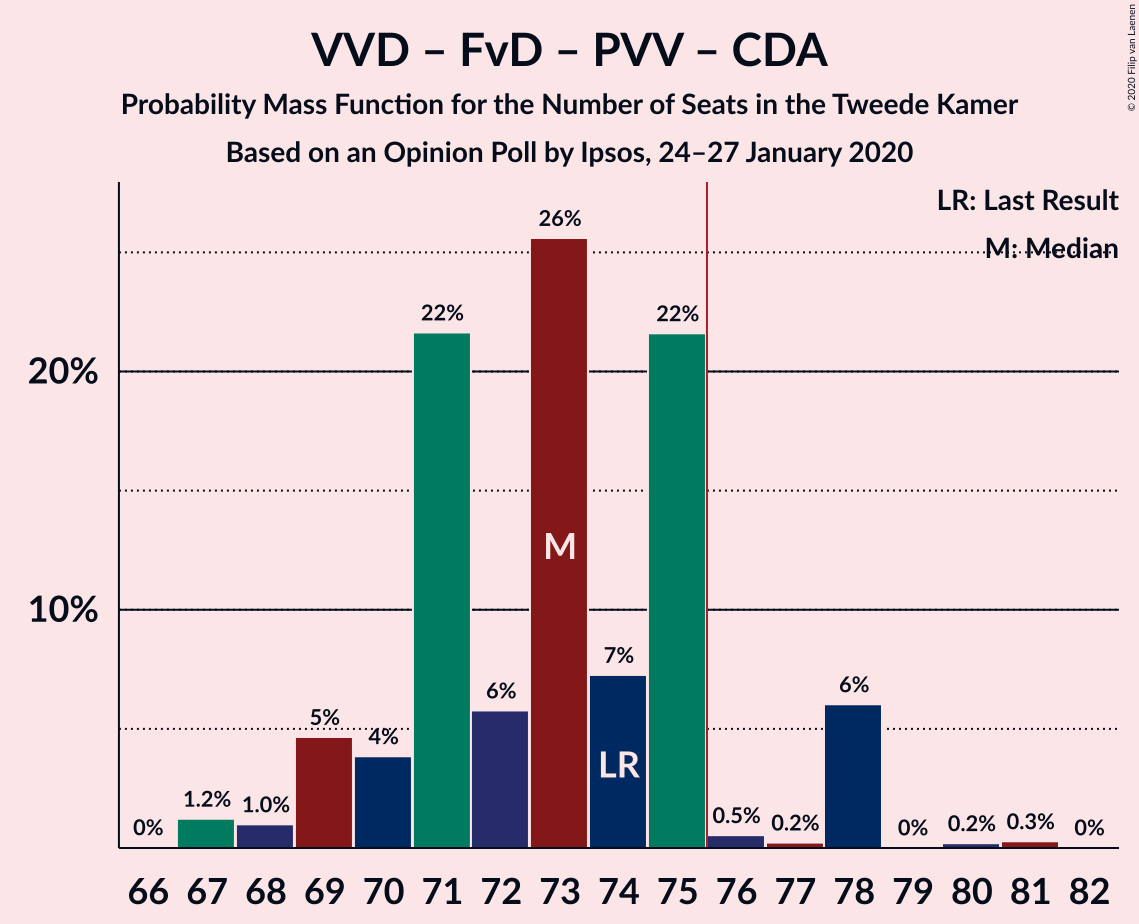 VVD – FvD – PVV – CDA
Probability Mass Function for the Number of Seats in the Tweede Kamer
Based on an Opinion Poll by Ipsos, 24–27 January 2020
© 2020 Filip van Laenen
LR: Last Result
M: Median
20%
10%
0%
1.2%
1.0%
5%
4%
22%
6%
26%
7%
22%
0.5%
0.2%
6%
0%
0.2%
0.3%
0%
M
LR
66 67 68 69 70 71 72 73 74 75 76 77 78 79 80 81 82